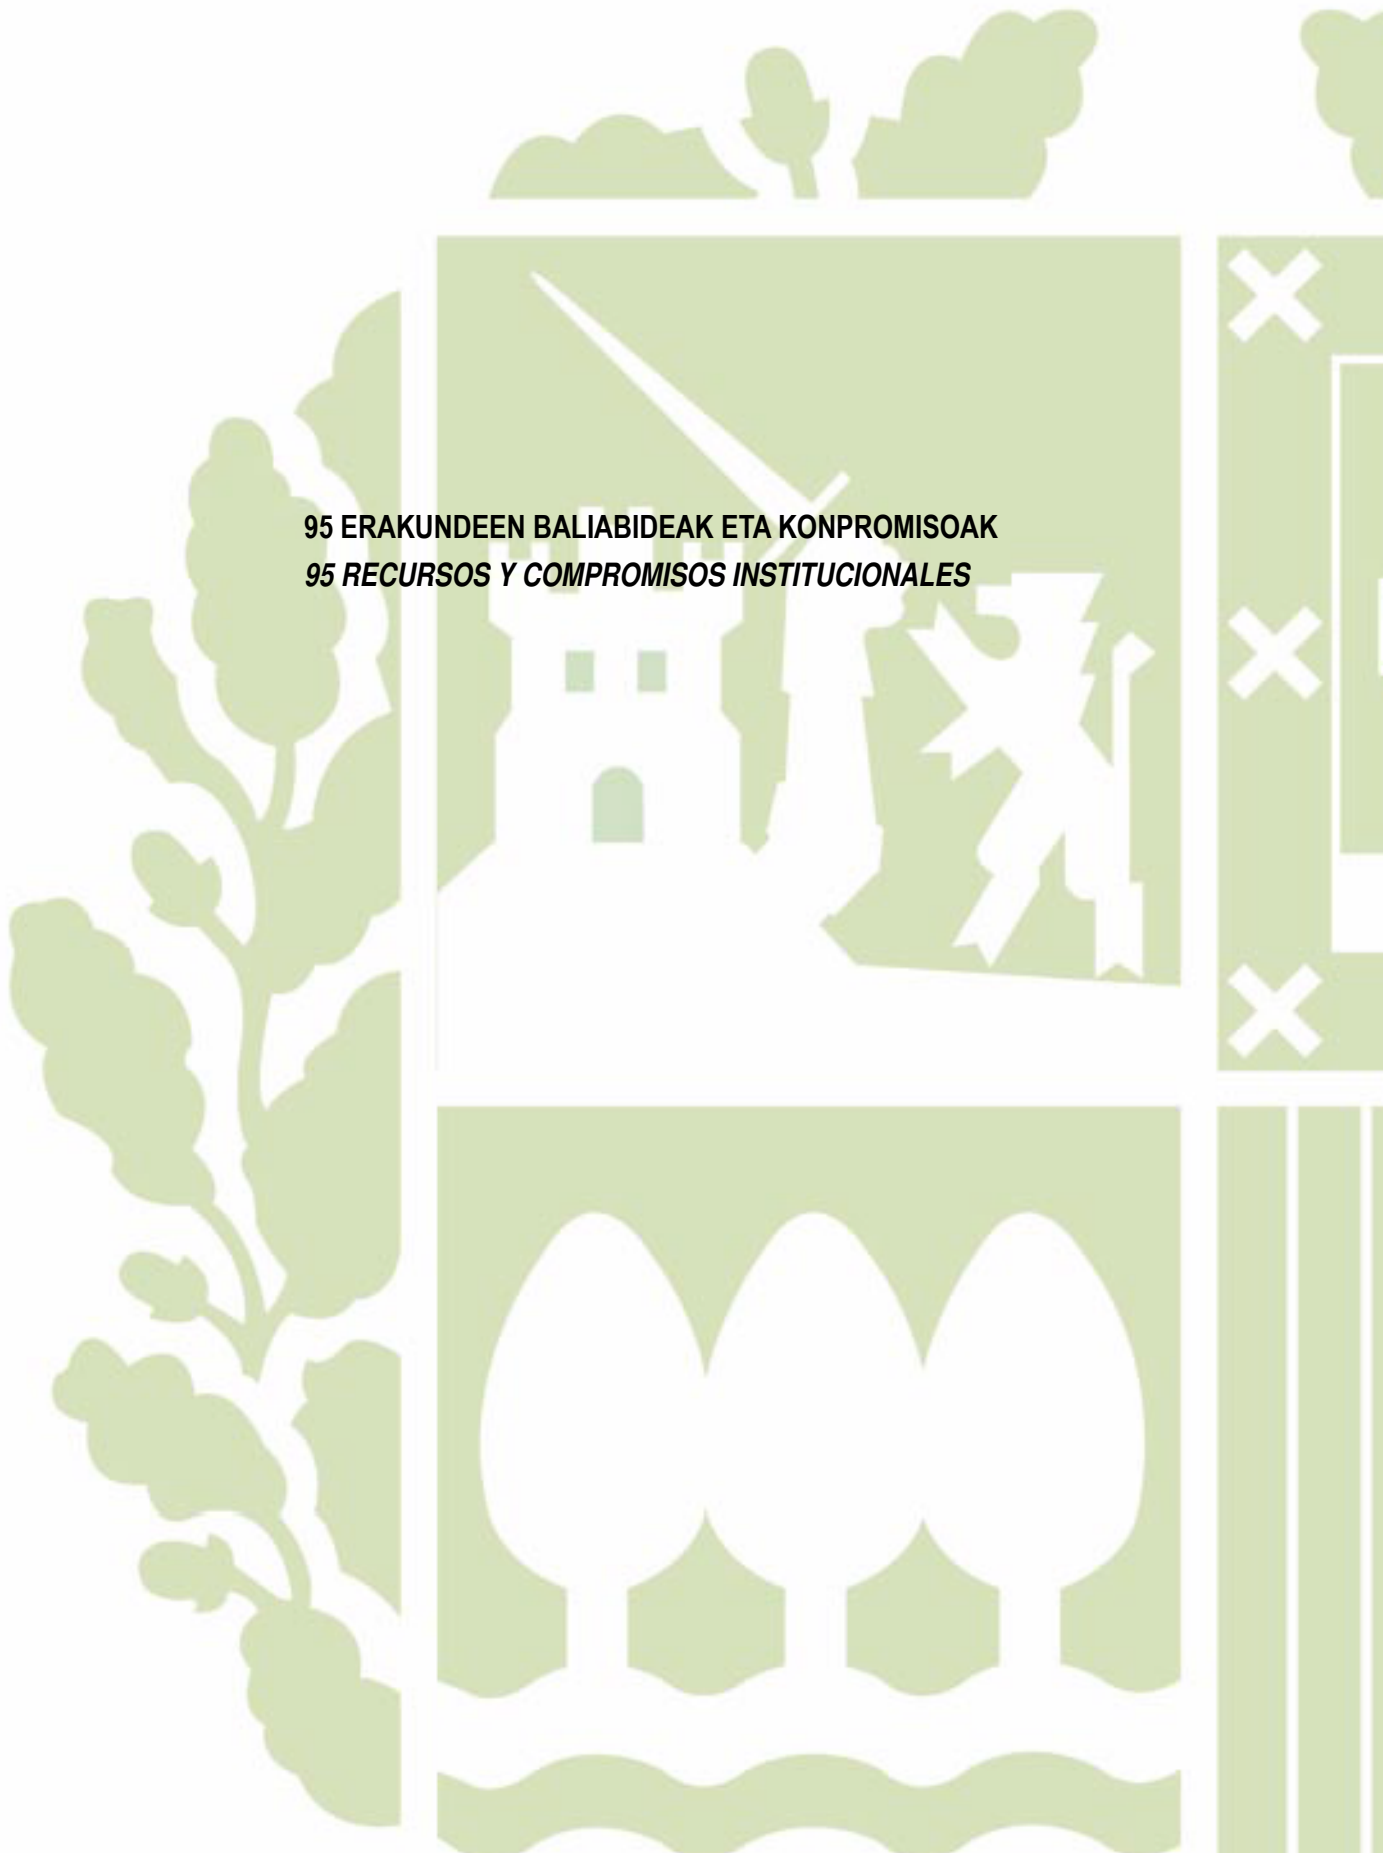 95 ERAKUNDEEN BALIABIDEAK ETA KONPROMISOAK
95 RECURSOS Y COMPROMISOS INSTITUCIONALES